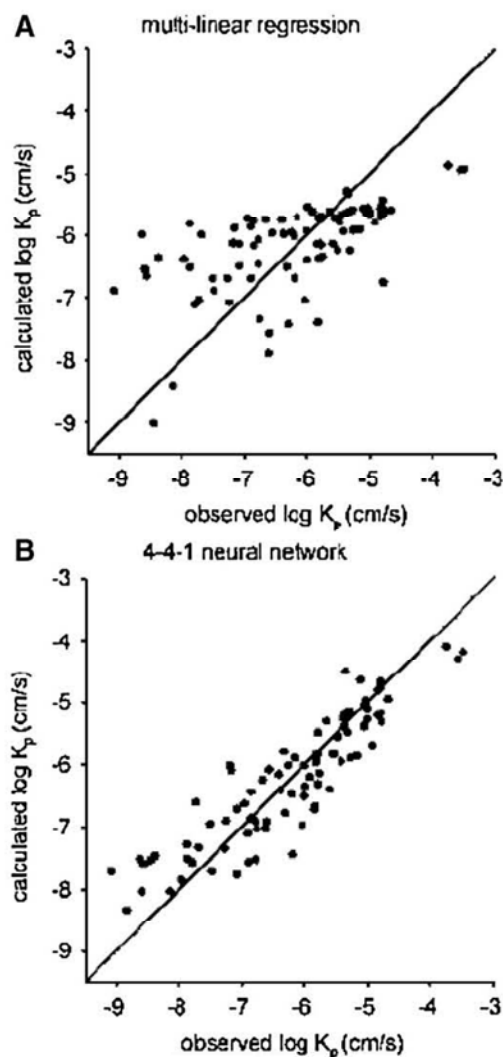 A
multi-linear regression
-3
-4
-5
-6
-7
-8
-9
calculated log Kp (cm/s)
-9 -8 -7 -6 -5 -4 -3
observed log Kp (cm/s)
B
4-4-1 neural network
-3
-4
-5
-6
-7
-8
-9
calculated log Kp (cm/s)
-9 -8 -7 -6 -5 -4 -3
observed log Kp (cm/s)